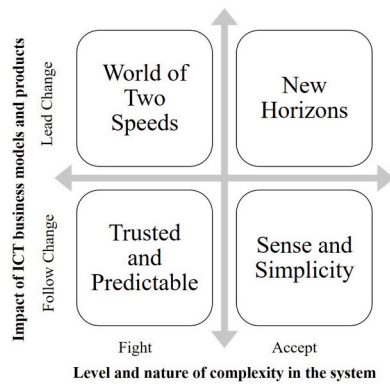 Impact of ICT business models and products
Lead Change
Follow Change
World of
Two
Speeds
New
Horizons
Trusted
and
Predictable
Sense and
Simplicity
Fight
Accept
Level and nature of complexity in the system